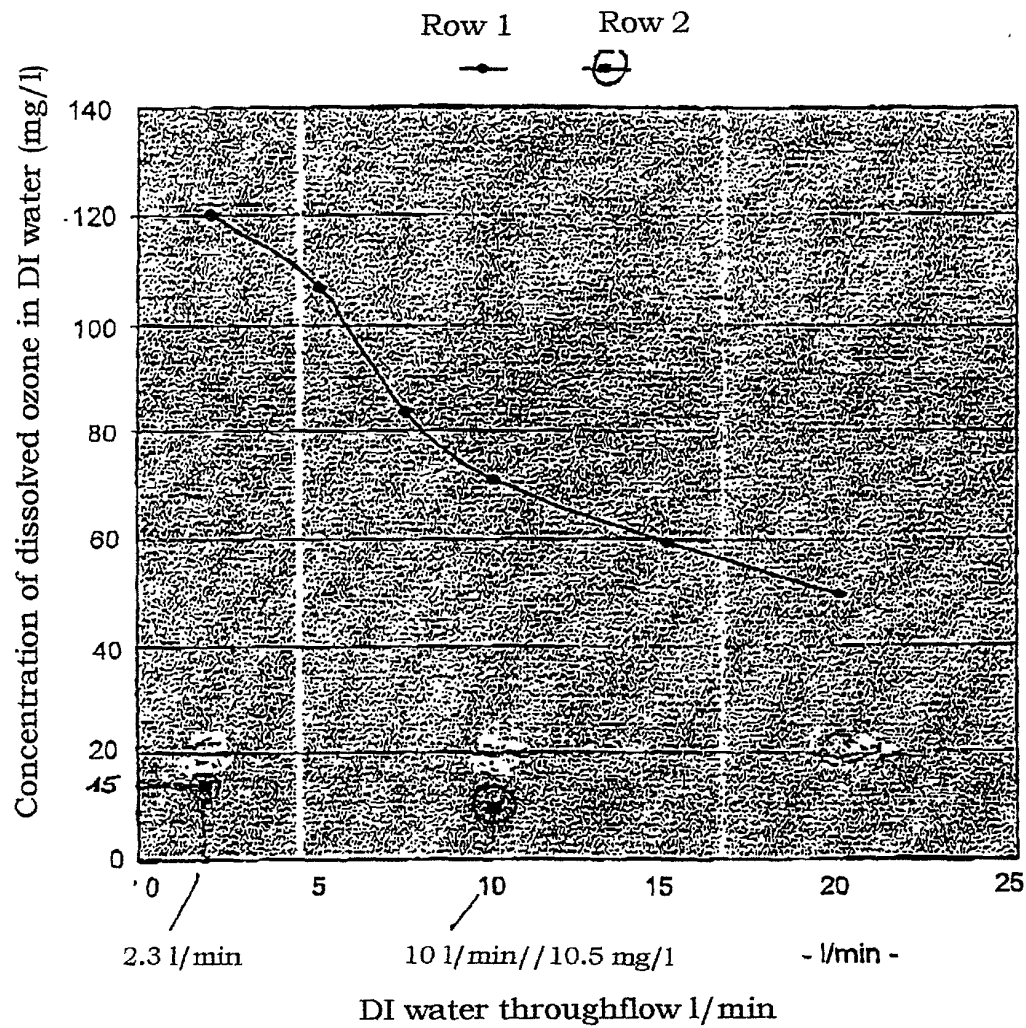 Row 1 Row 2
Concentration of dissolved ozone in DI water (mg/l)
140
120
100
80
60
40
20
15
0
0 5 10 15 20 25
2.3 l/min 10 l/min//10.5 mg/l - l/min -
DI water throughflow l/min